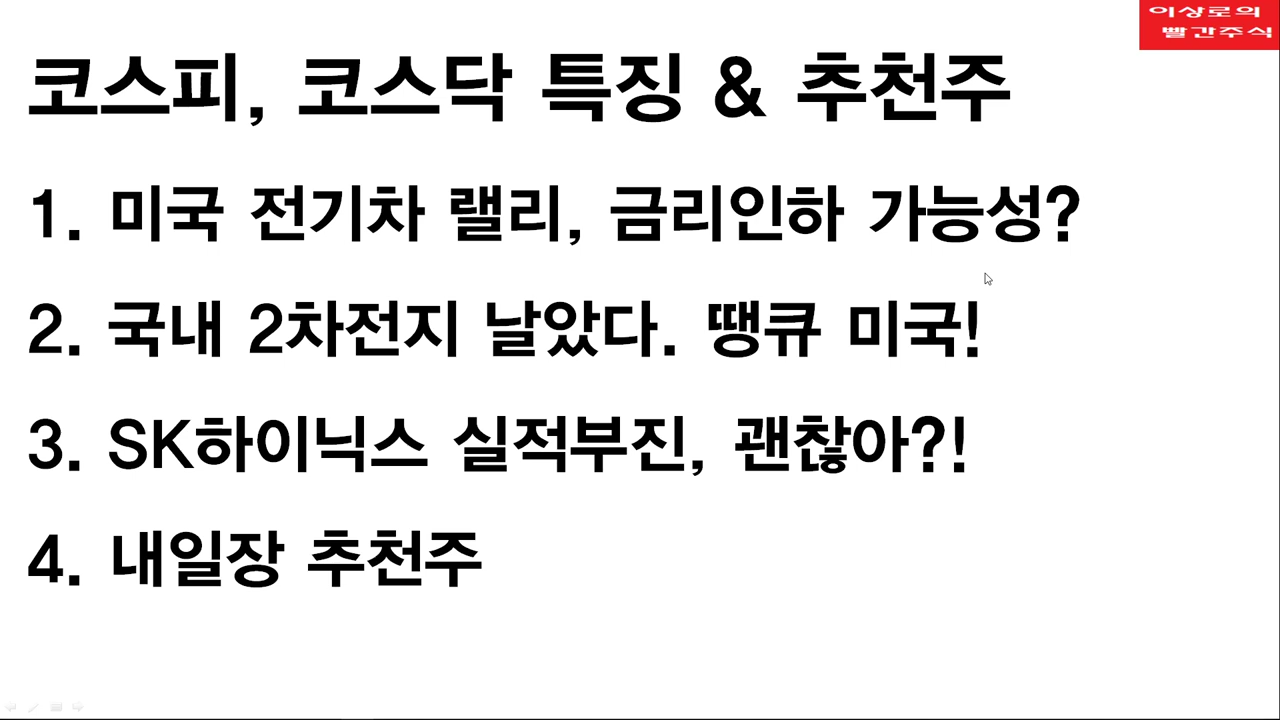 이상로의
빨간주식
코스피, 코스닥 특징 & 추천주
1. 미국 전기차 랠리, 금리인하 가능성?
2. 국내 2차전지 날았다. 땡큐 미국!
3. SK하이닉스 실적부진, 괜찮아?!
4. 내일장 추천주